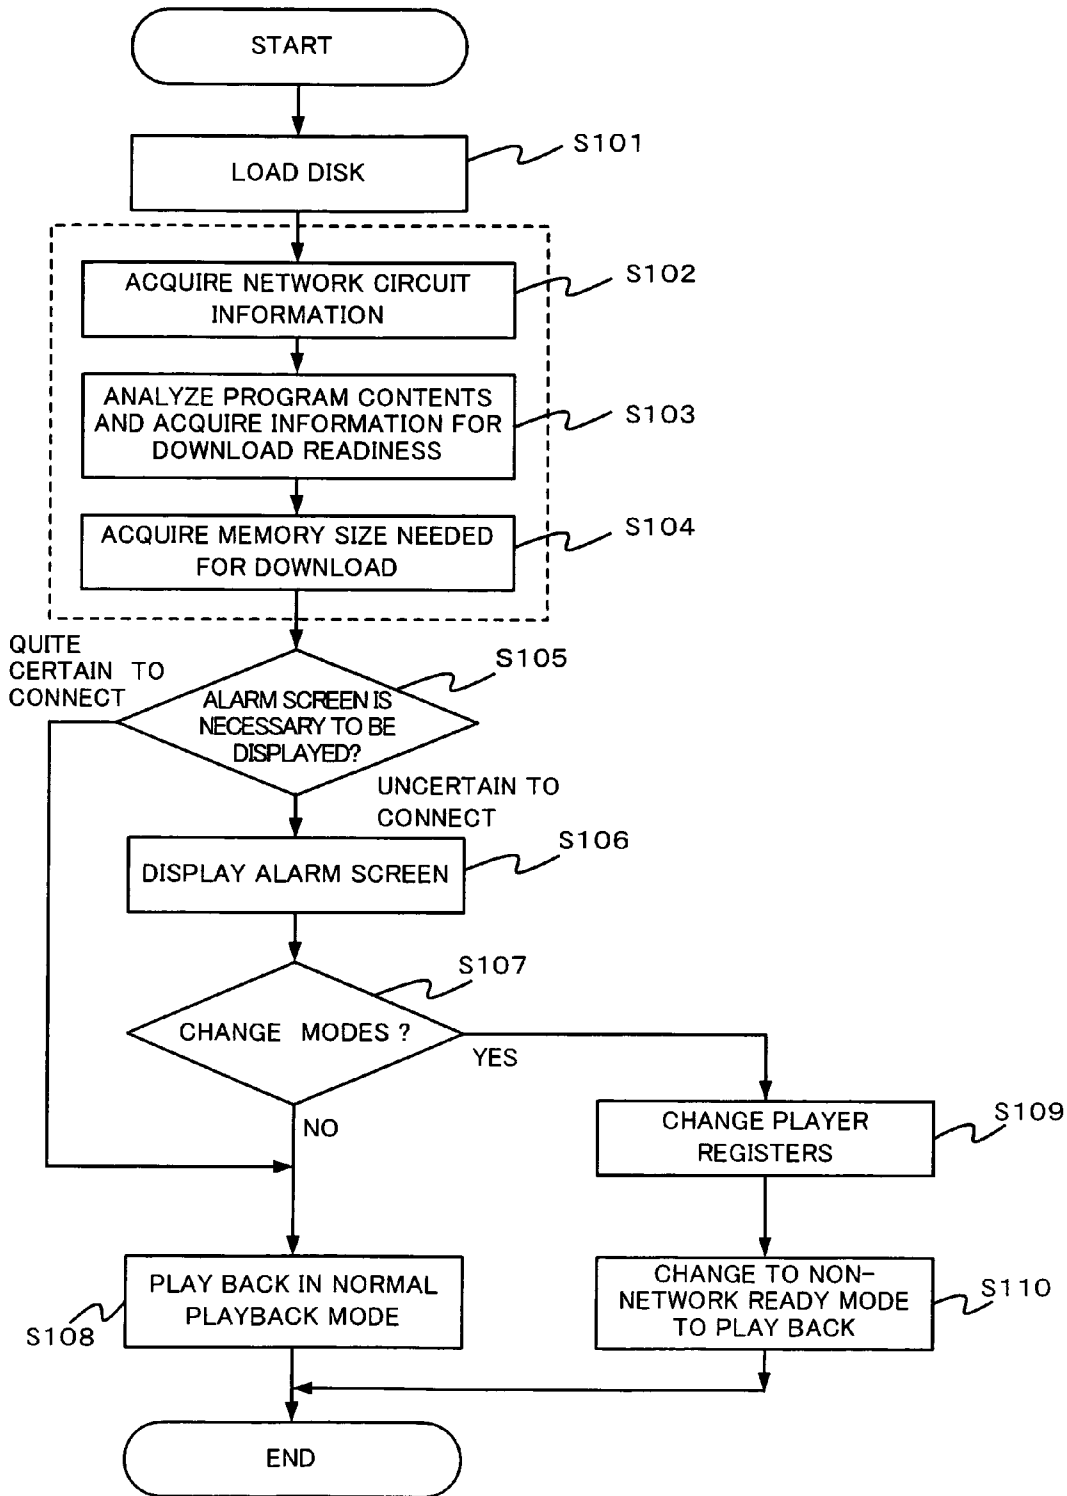 START
LOAD DISK
S101
ACQUIRE NETWORK CIRCUIT
INFORMATION
S102
ANALYZE PROGRAM CONTENTS
AND ACQUIRE INFORMATION FOR
DOWNLOAD READINESS
S103
ACQUIRE MEMORY SIZE NEEDED
FOR DOWNLOAD
S104
QUITE
CERTAIN TO
CONNECT
S105
ALARM SCREEN IS
NECESSARY TO BE
DISPLAYED?
UNCERTAIN TO
CONNECT
S106
DISPLAY ALARM SCREEN
S107
CHANGE MODES ?
YES
NO
CHANGE PLAYER
REGISTERS
S109
PLAY BACK IN NORMAL
PLAYBACK MODE
S108
CHANGE TO NON-
NETWORK READY MODE
TO PLAY BACK
S110
END